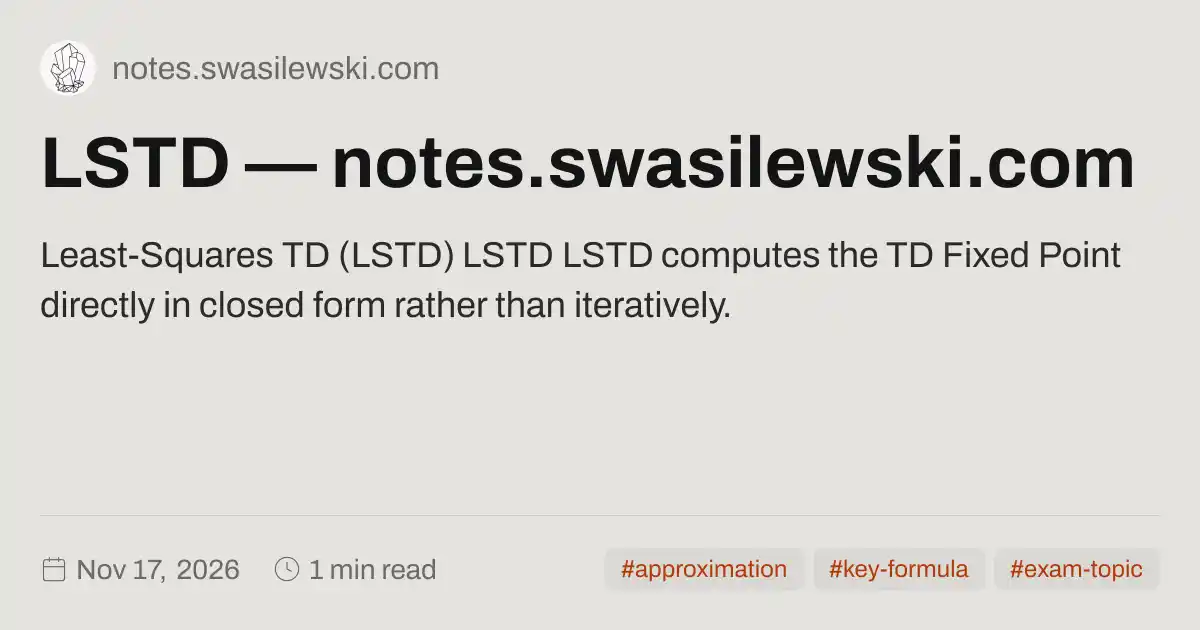 notes.swasilewski.com
LSTD — notes.swasilewski.com
Least-Squares TD (LSTD) LSTD LSTD computes the TD Fixed Point
directly in closed form rather than iteratively.
Nov 17, 2026 1 min read #approximation #key-formula #exam-topic